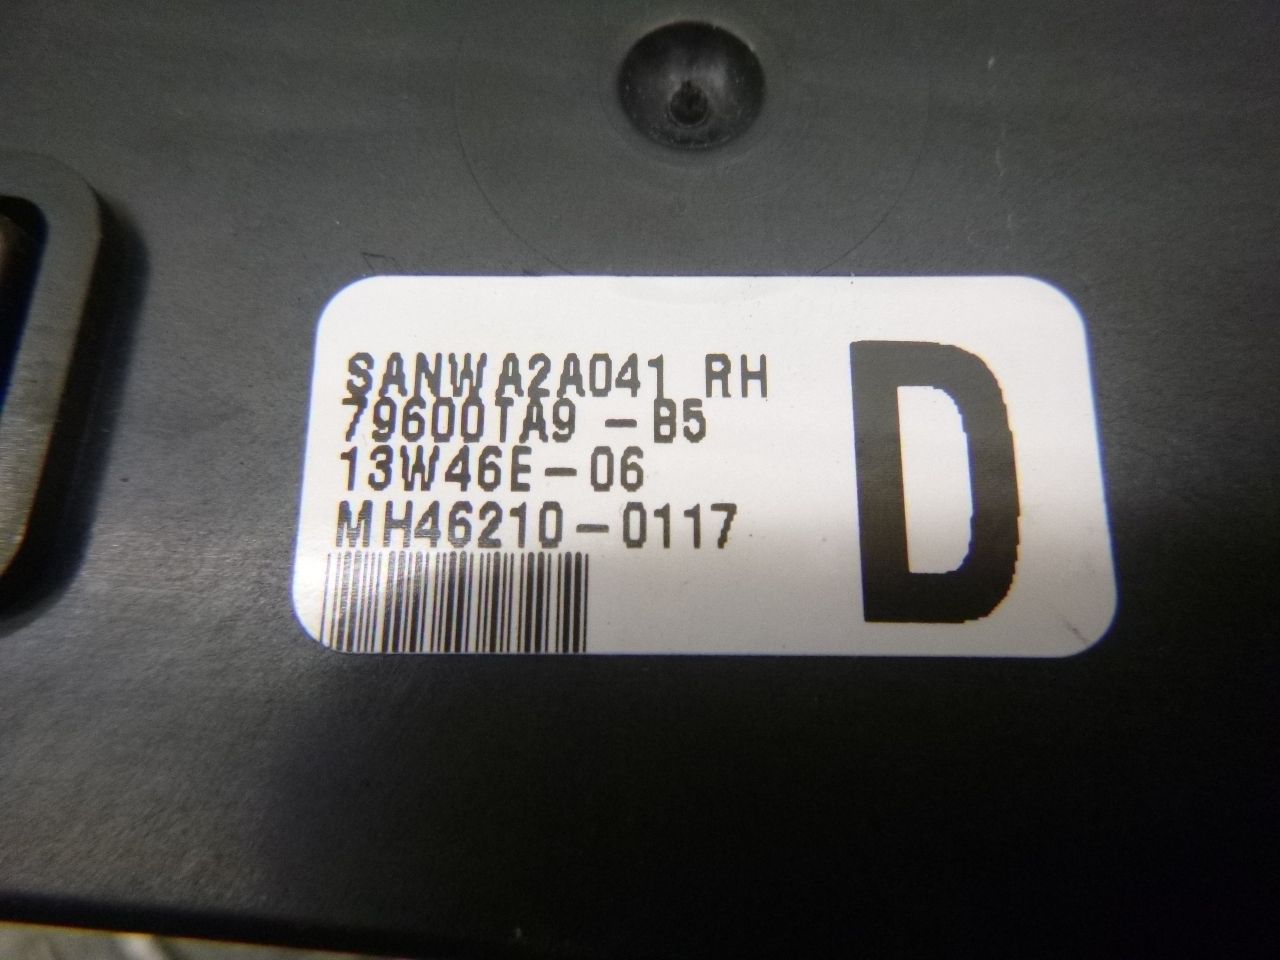 SANWA2A041 RH
79600TA9-B5
13W46E-06
MH46210-0117
D